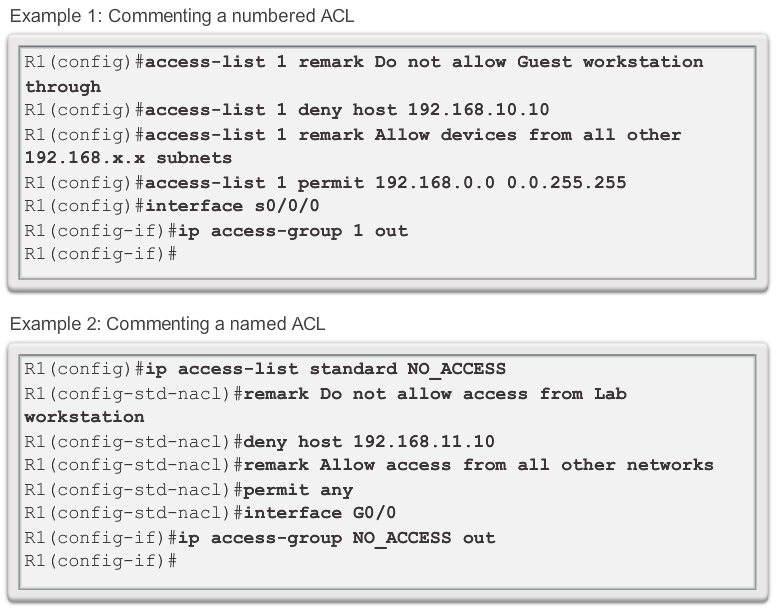 Example 1: Commenting a numbered ACL
R1(config)#access-list 1 remark Do not allow Guest workstation
through
R1(config)#access-list 1 deny host 192.168.10.10
R1(config)#access-list 1 remark Allow devices from all other
192.168.x.x subnets
R1(config)#access-list 1 permit 192.168.0.0 0.0.255.255
R1(config)#interface s0/0/0
R1(config-if)#ip access-group 1 out
R1(config-if)#
Example 2: Commenting a named ACL
R1(config)#ip access-list standard NO_ACCESS
R1(config-std-nacl)#remark Do not allow access from Lab
workstation
R1(config-std-nacl)#deny host 192.168.11.10
R1(config-std-nacl)#remark Allow access from all other networks
R1(config-std-nacl)#permit any
R1(config-std-nacl)#interface G0/0
R1(config-if)#ip access-group NO_ACCESS out
R1(config-if)#